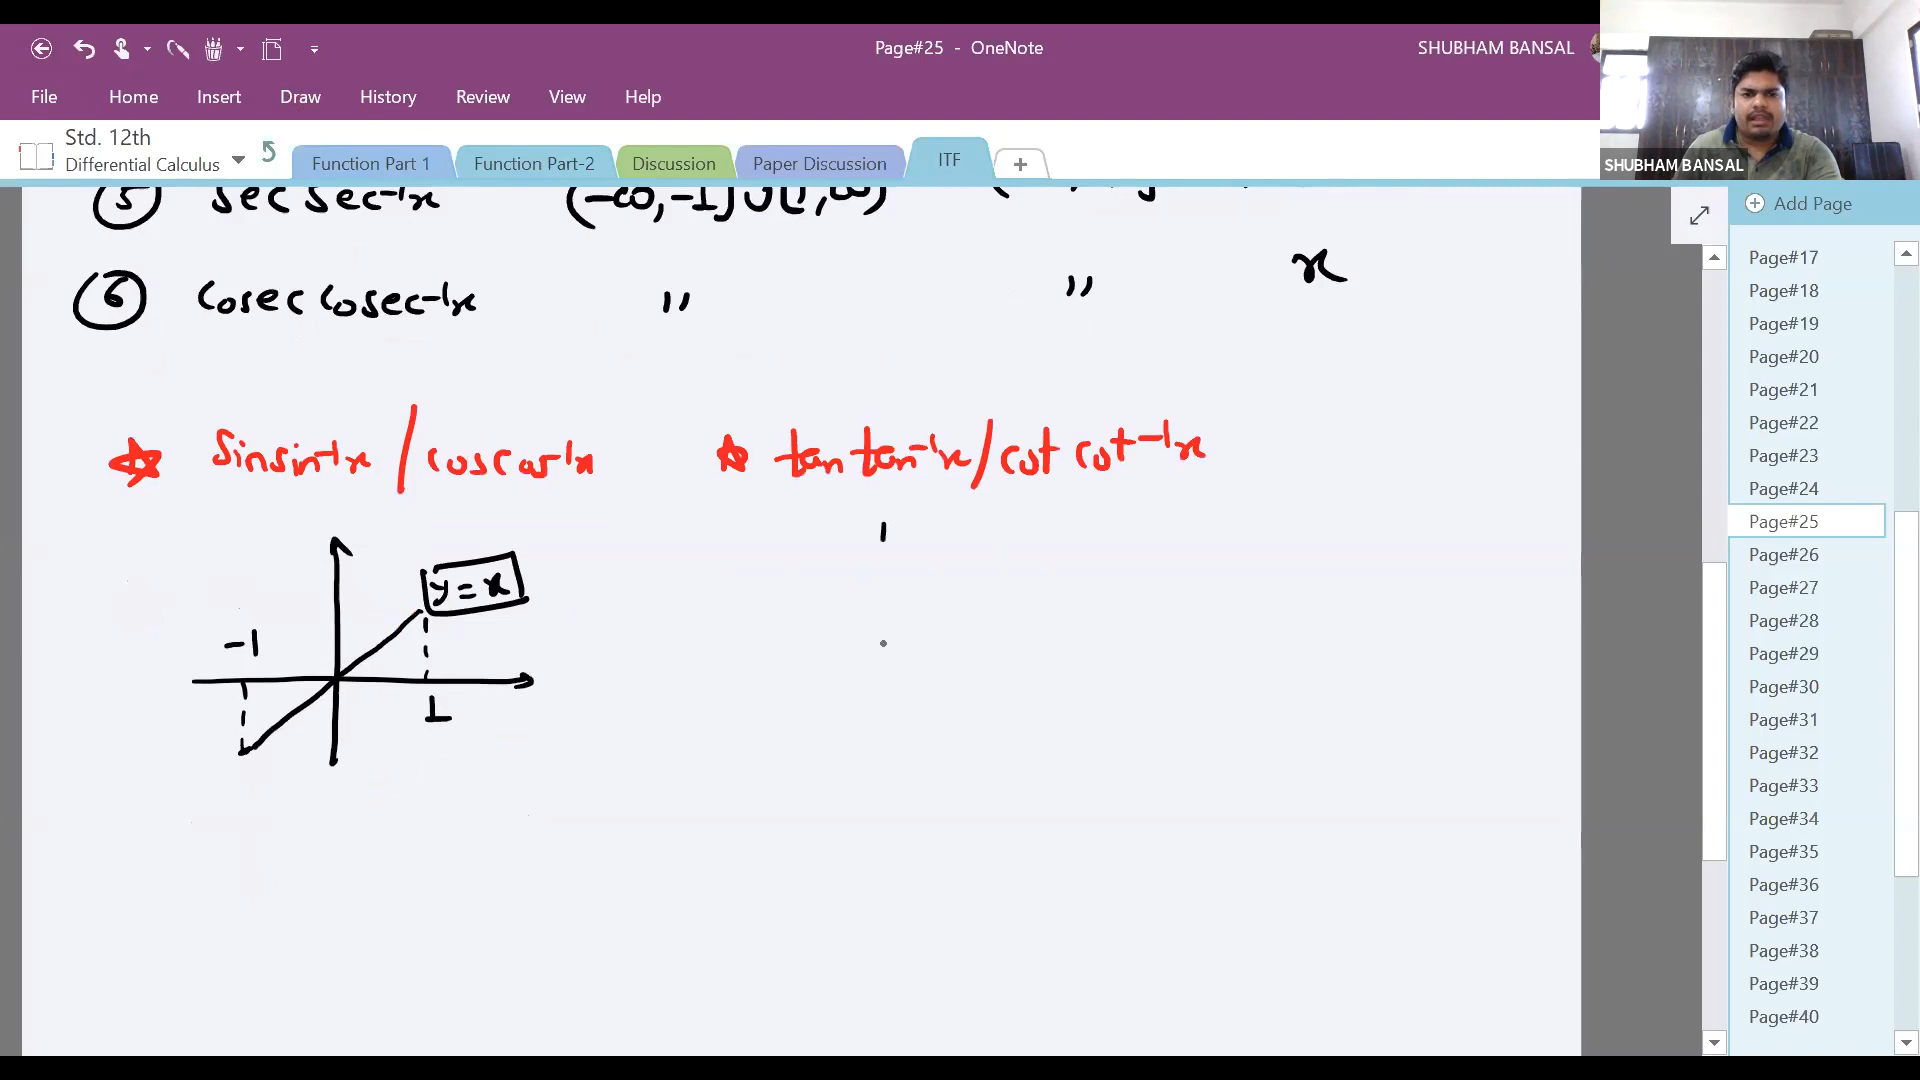 Page#25 - OneNote
SHUBHAM BANSAL
File Home Insert Draw History Review View Help
SHUBHAM BANSAL
Std. 12th
Differential Calculus
Function Part 1
Function Part-2
Discussion
Paper Discussion
ITF
+
Add Page
5 Sec Sec-1x (-∞,-1]∪[1,∞)
6 Cosec Cosec-1x 〃 〃 x
☆ Sin sin-1x / cos cos-1x ☆ tan tan-1x / cot cot-1x
y = x
-1
1
Page#17
Page#18
Page#19
Page#20
Page#21
Page#22
Page#23
Page#24
Page#25
Page#26
Page#27
Page#28
Page#29
Page#30
Page#31
Page#32
Page#33
Page#34
Page#35
Page#36
Page#37
Page#38
Page#39
Page#40